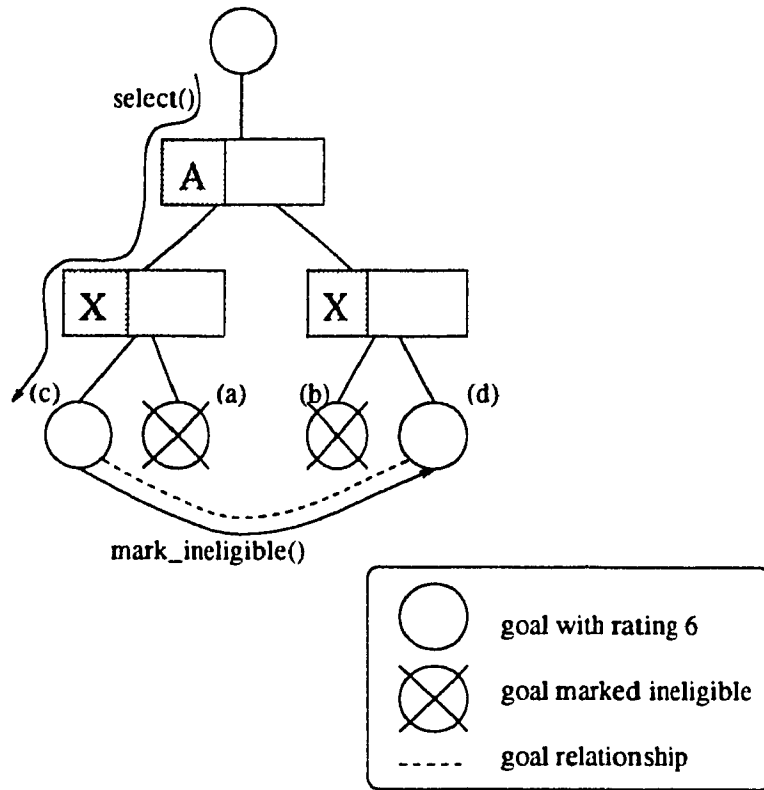 select()
A
X
X
(c)
(a)
(b)
(d)
mark_ineligible()
goal with rating 6
goal marked ineligible
goal relationship